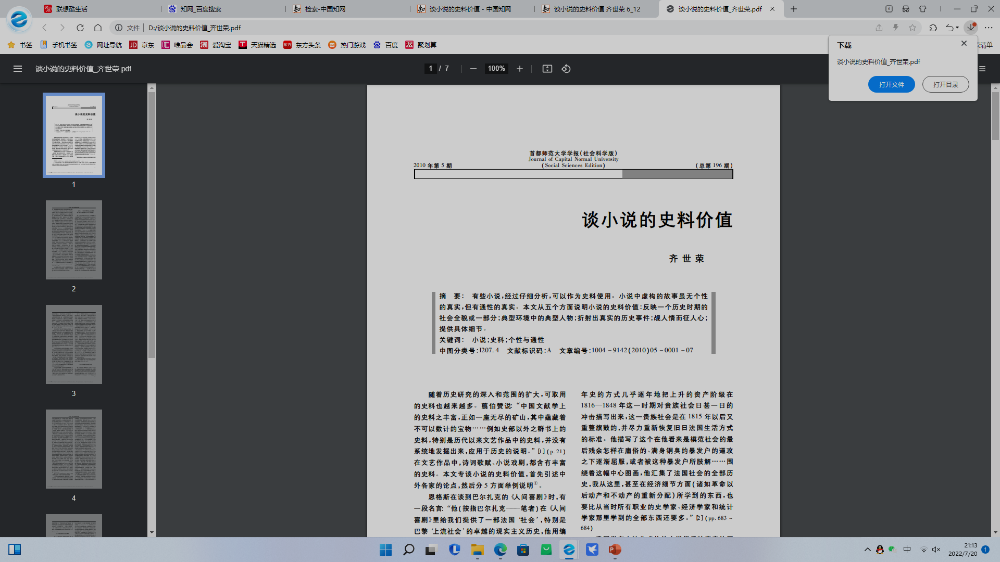 联想酷生活
知网_百度搜索
检索-中国知网
谈小说的史料价值 - 中国知网
谈小说的史料价值 齐世荣 6_12
谈小说的史料价值_齐世荣.pdf
文件
D:/谈小说的史料价值_齐世荣.pdf
书签
手机书签
网址导航
JD
京东
唯
唯品会
淘
爱淘宝
T
天猫精选
东方
东方头条
热门游戏
百度
聚
聚划算
清单
下载
谈小说的史料价值_齐世荣.pdf
打开文件
打开目录
谈小说的史料价值_齐世荣.pdf
1 / 7
100%
1
2
3
4
首都师范大学学报(社会科学版)
Journal of Capital Normal University
2010 年第 5 期
(Social Sciences Edition)
(总第 196 期)
谈小说的史料价值
齐 世 荣
摘 要: 有些小说,经过仔细分析,可以作为史料使用。小说中虚构的故事虽无个性
的真实,但有通性的真实。本文从五个方面说明小说的史料价值:反映一个历史时期的
社会全貌或一部分;典型环境中的典型人物;折射出真实的历史事件;觇人情而征人心;
提供具体细节。
关键词: 小说;史料;个性与通性
中图分类号:I207.4 文献标识码:A 文章编号:1004-9142(2010)05-0001-07
随着历史研究的深入和范围的扩大,可取用
的史料也越来越多。翦伯赞说:“中国文献学上
的史料之丰富,正如一座无尽的矿山,其中蕴藏着
不可以数计的宝物……例如史部以外之群书上的
史料,特别是历代以来文艺作品中的史料,并没有
系统地发掘出来,应用于历史的说明。”[1](p.21)
在文艺作品中,诗词歌赋、小说戏剧,都含有丰富
的史料。本文专谈小说的史料价值,首先引述中
外各家的论点,然后分 5 方面举例说明①。
恩格斯在谈到巴尔扎克的《人间喜剧》时,有
一段名言:“他(按指巴尔扎克——笔者)在《人间
喜剧》里给我们提供了一部法国‘社会’,特别是
巴黎‘上流社会’的卓越的现实主义历史,他用编
年史的方式几乎逐年地把上升的资产阶级在
1816—1848 年这一时期对贵族社会日甚一日的
冲击描写出来,这一贵族社会是在 1815 年以后又
重整旗鼓的,并尽力重新恢复旧日法国生活方式
的标准。他描写了这个在他看来是模范社会的最
后残余怎样在庸俗的、满身铜臭的暴发户的逼攻
之下逐渐屈服,或者被这种暴发户所肢解……围
绕着这幅中心图画,他汇集了法国社会的全部历
史,我从这里,甚至在经济细节方面(诸如革命以
后动产和不动产的重新分配)所学到的东西,也
要比从当时所有职业的史学家、经济学家和统计
学家那里学到的全部东西还要多。”[2](pp.683~
684)
中
21:13
2022/7/20
1